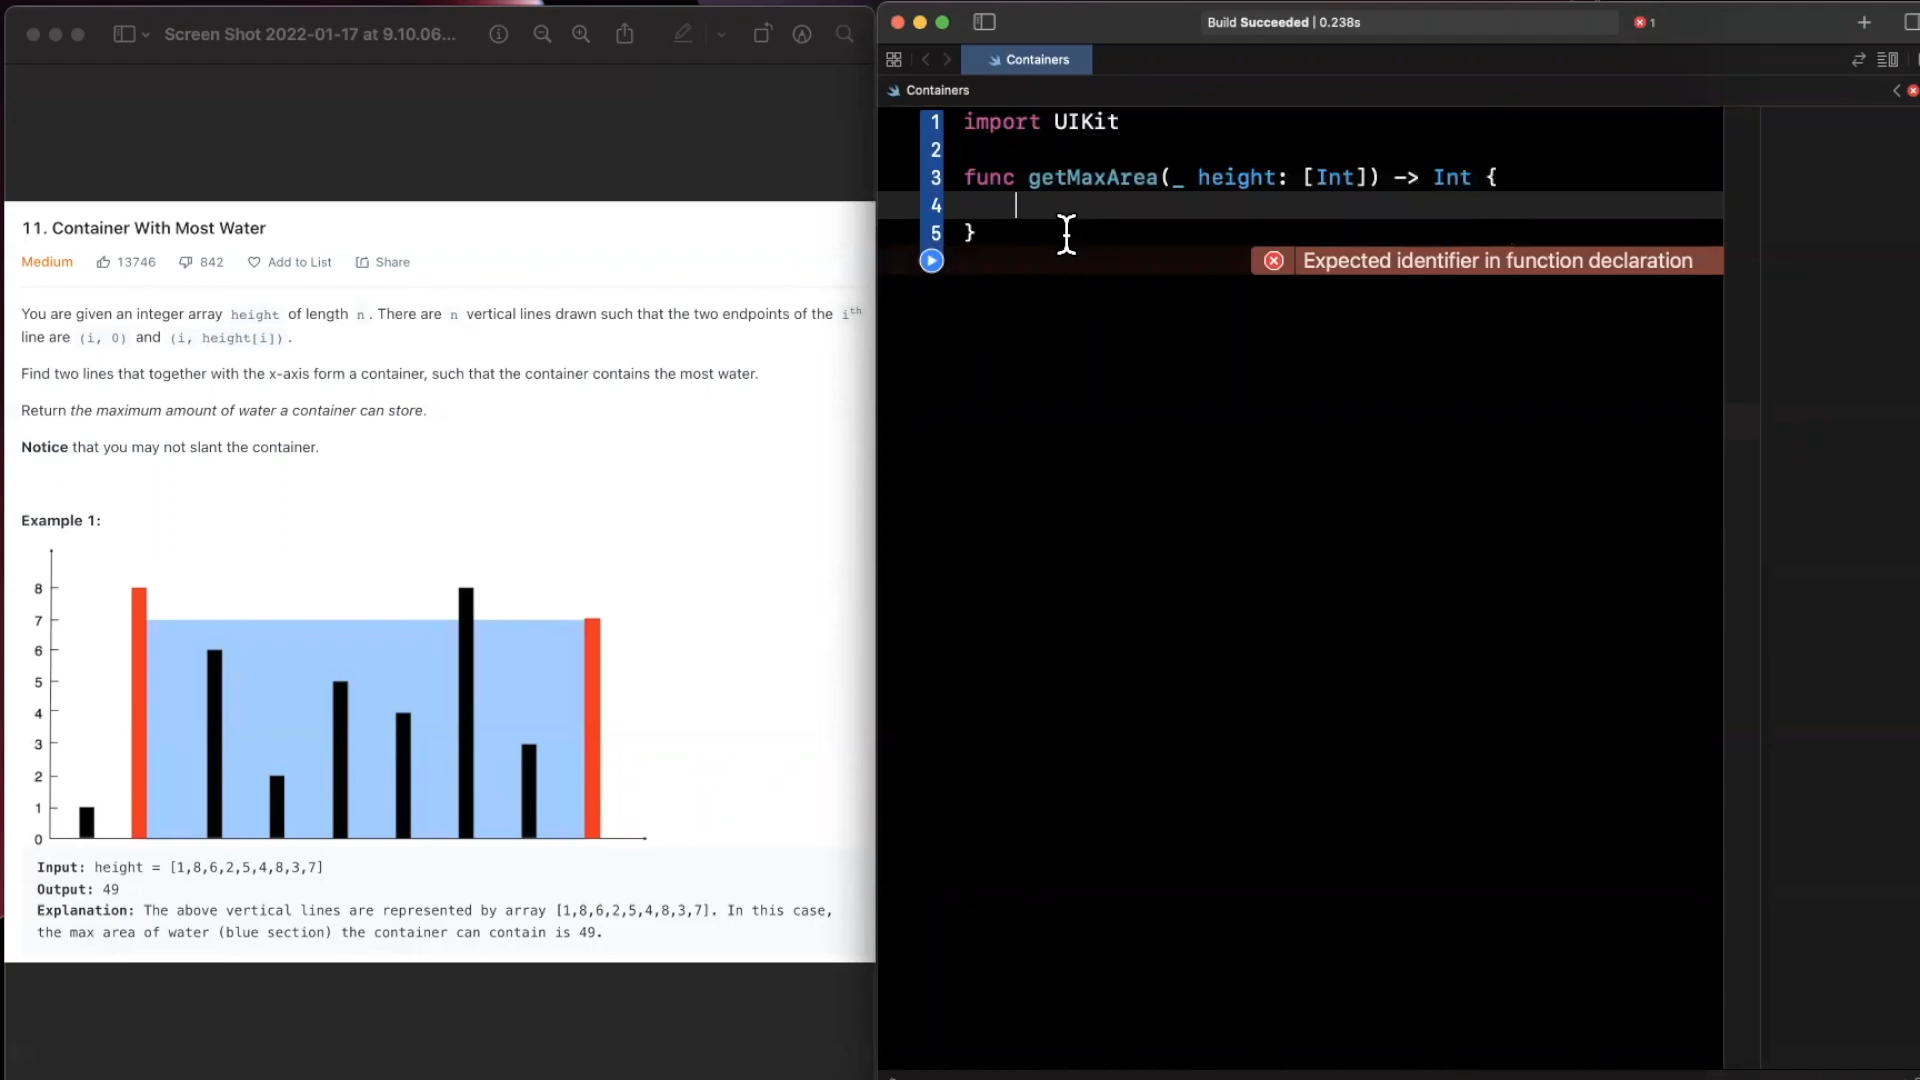 Screen Shot 2022-01-17 at 9.10.06...
11. Container With Most Water
Medium 13746 842 Add to List Share
You are given an integer array height of length n. There are n vertical lines drawn such that the two endpoints of the ith
line are (i, 0) and (i, height[i]).
Find two lines that together with the x-axis form a container, such that the container contains the most water.
Return the maximum amount of water a container can store.
Notice that you may not slant the container.
Example 1:
8
7
6
5
4
3
2
1
0
Input: height = [1,8,6,2,5,4,8,3,7]
Output: 49
Explanation: The above vertical lines are represented by array [1,8,6,2,5,4,8,3,7]. In this case,
the max area of water (blue section) the container can contain is 49.
Build Succeeded | 0.238s
1
Containers
Containers
1 import UIKit
2
3 func getMaxArea(_ height: [Int]) -> Int {
4
5 }
Expected identifier in function declaration